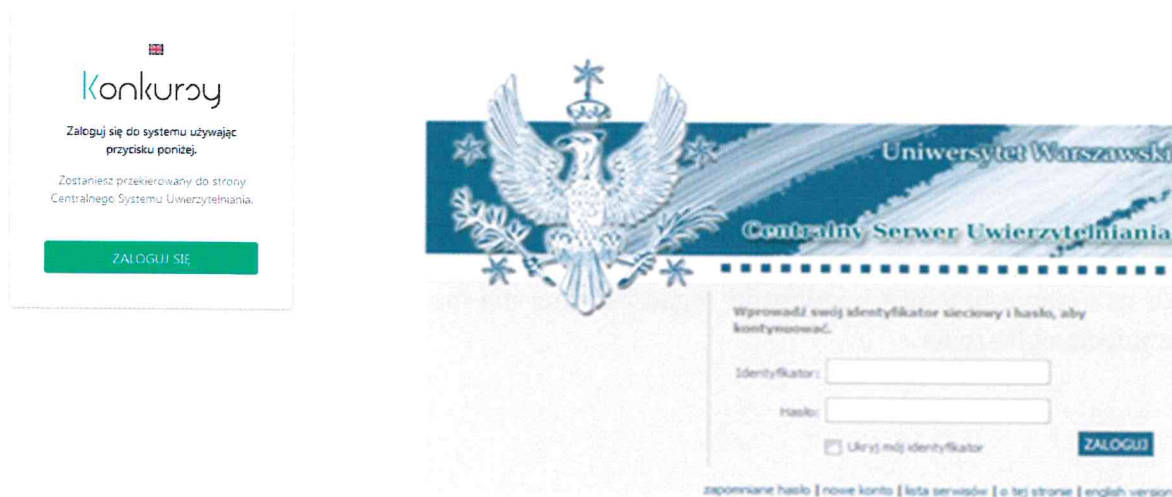 Konkursy
Zaloguj się do systemu używając
przycisku poniżej.
Zostaniesz przekierowany do strony
Centralnego Systemu Uwierzytelniania.
ZALOGUJ SIĘ
Uniwersytet Warszawski
Centralny Serwer Uwierzytelniania
Wprowadź swój identyfikator sieciowy i hasło, aby
kontynuować.
Identyfikator:
Hasło:
Ukryj mój identyfikator
ZALOGUJ
zapomniane hasło | nowe konto | lista serwisów | o tej stronie | english version